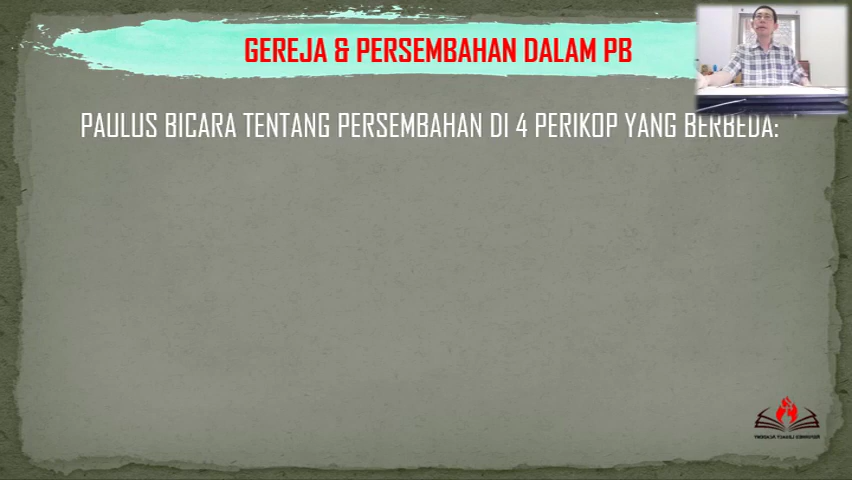 GEREJA & PERSEMBAHAN DALAM PB
PAULUS BICARA TENTANG PERSEMBAHAN DI 4 PERIKOP YANG BERBEDA: